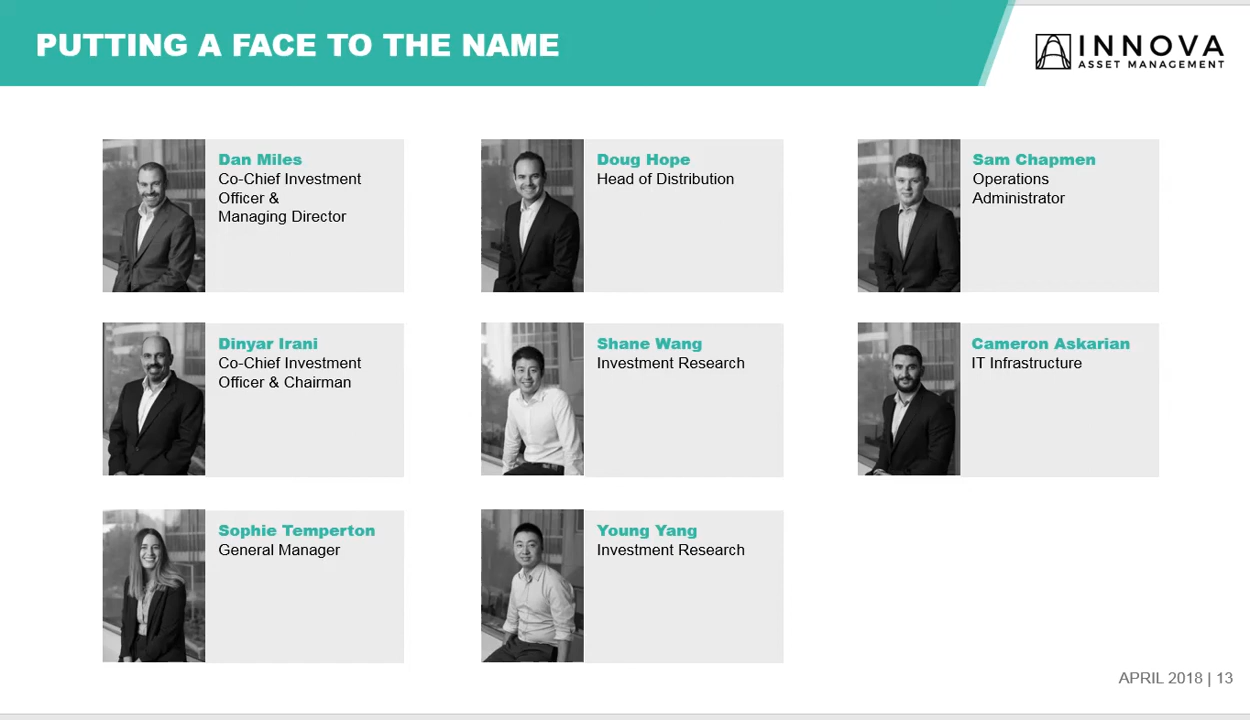 PUTTING A FACE TO THE NAME
INNOVA
ASSET MANAGEMENT
Dan Miles
Co-Chief Investment
Officer &
Managing Director
Doug Hope
Head of Distribution
Sam Chapmen
Operations
Administrator
Dinyar Irani
Co-Chief Investment
Officer & Chairman
Shane Wang
Investment Research
Cameron Askarian
IT Infrastructure
Sophie Temperton
General Manager
Young Yang
Investment Research
APRIL 2018 | 13